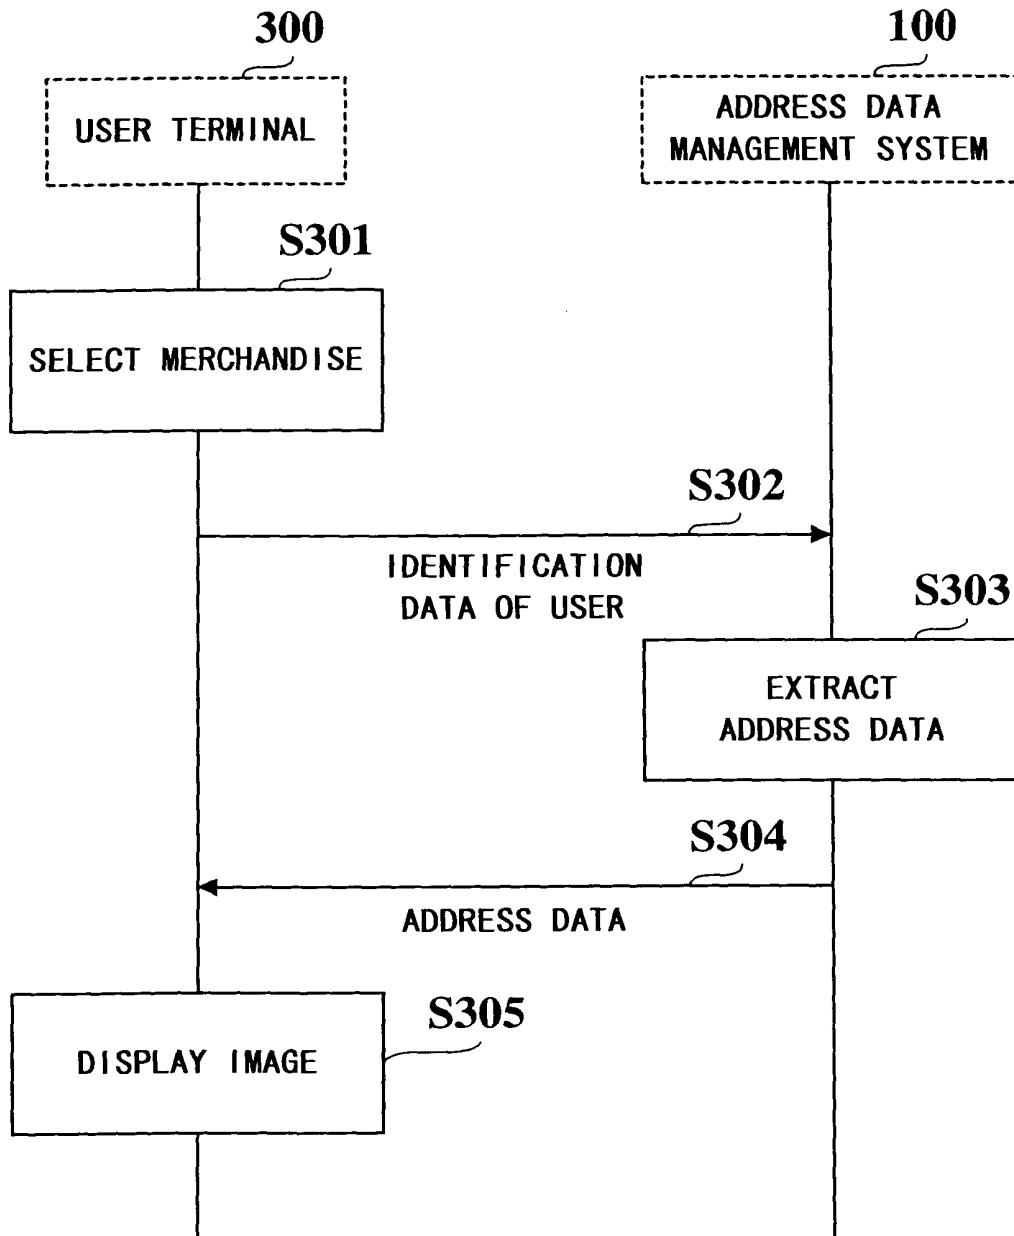 300
100
USER TERMINAL
ADDRESS DATA
MANAGEMENT SYSTEM
S301
SELECT MERCHANDISE
S302
IDENTIFICATION
DATA OF USER
S303
EXTRACT
ADDRESS DATA
S304
ADDRESS DATA
S305
DISPLAY IMAGE